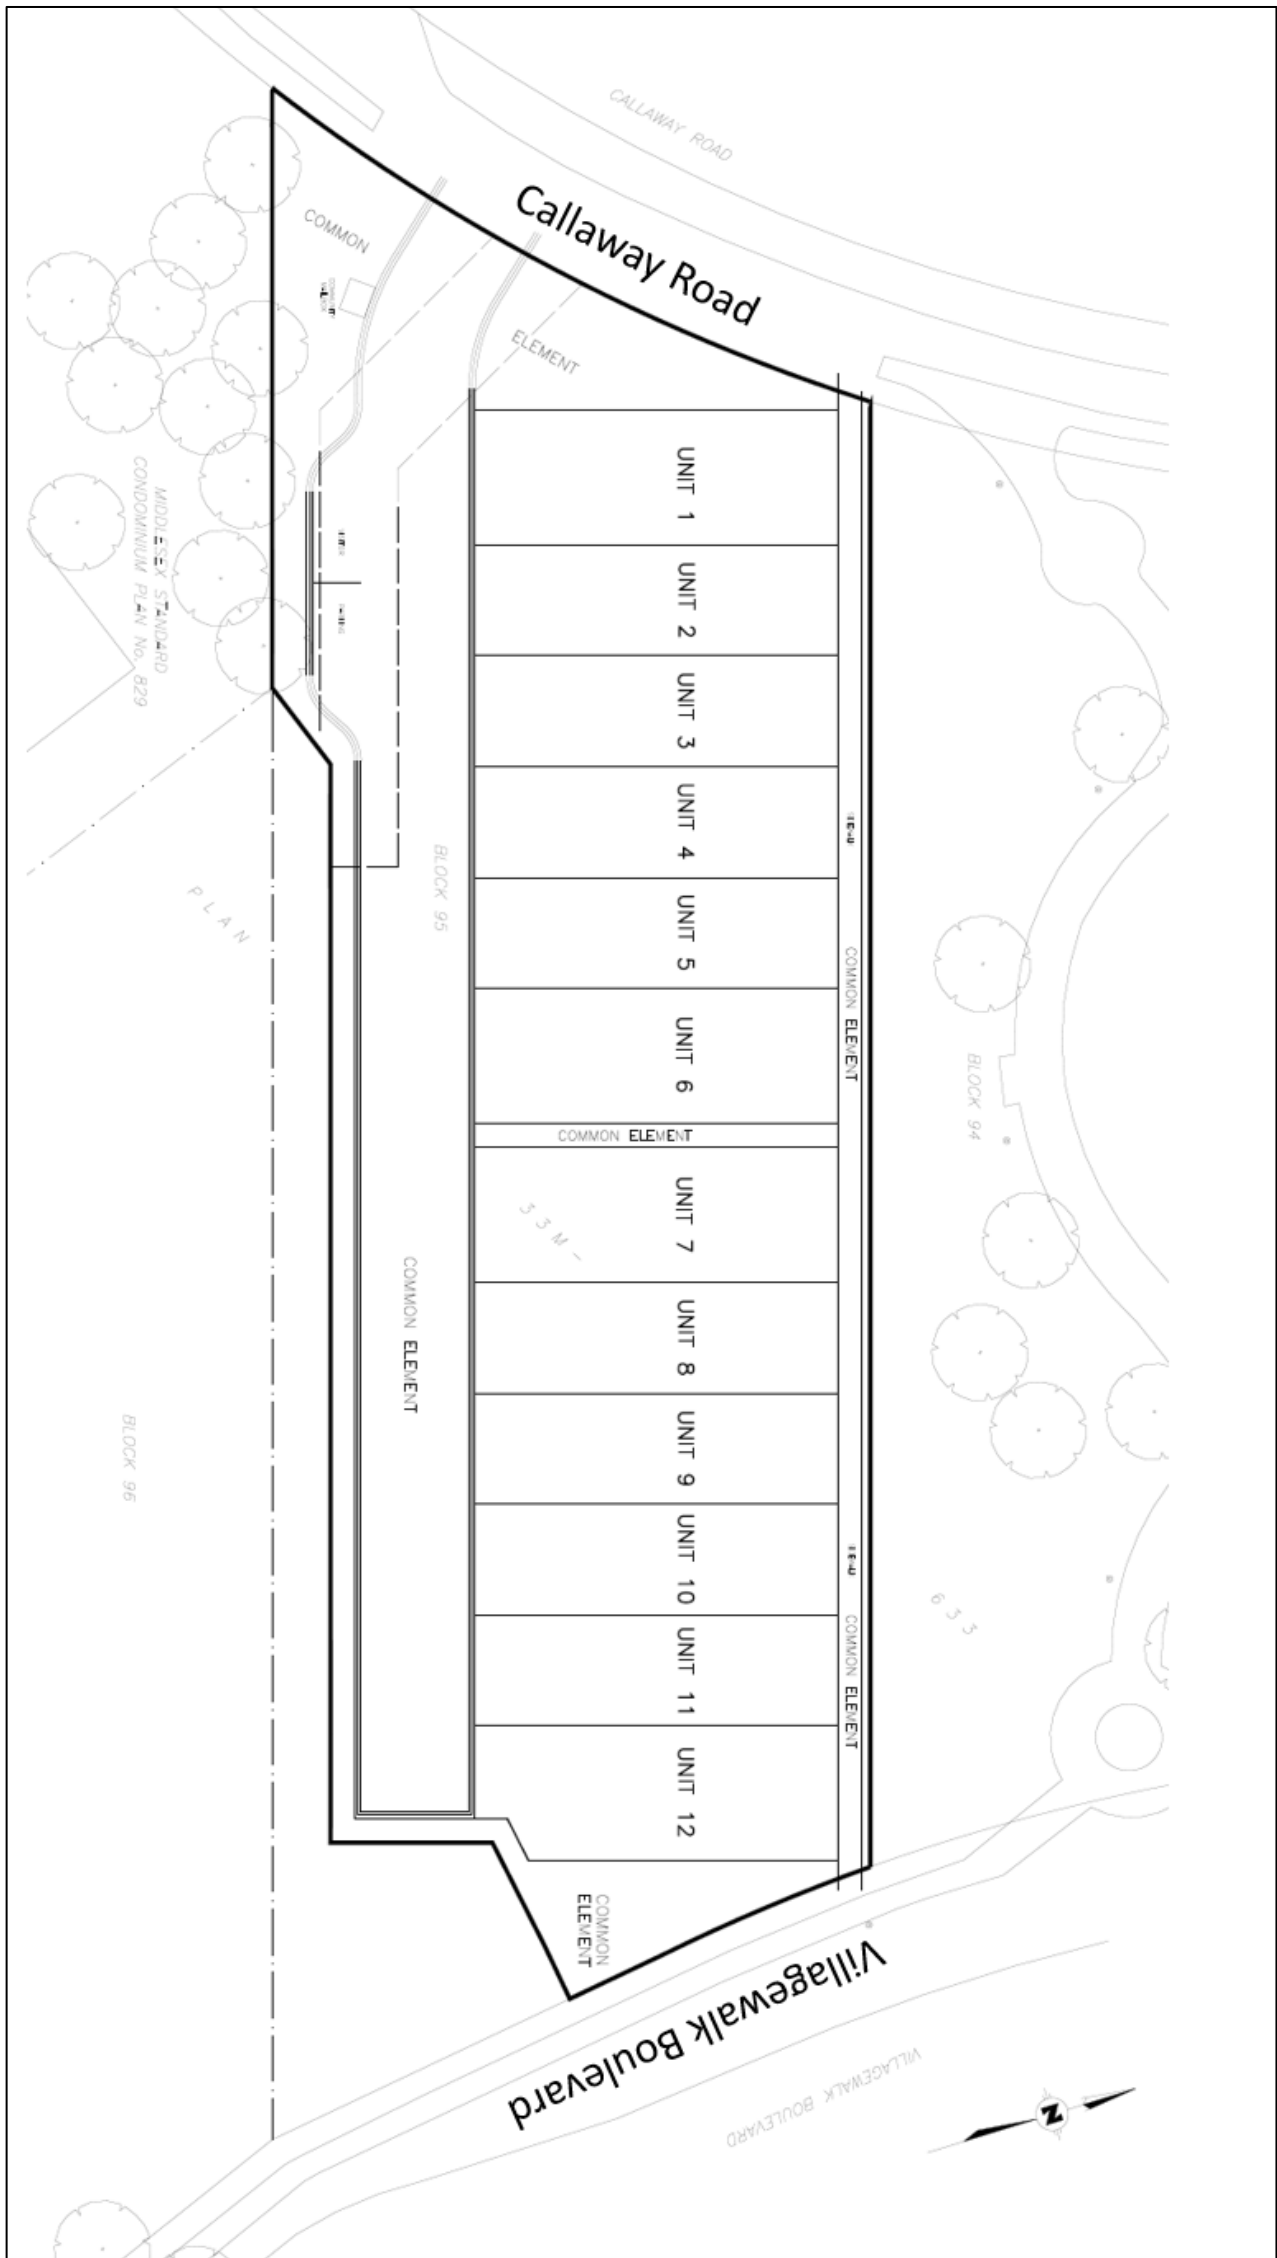 CALLAWAY ROAD
Callaway Road
COMMON
ELEMENT
UNIT 1
UNIT 2
UNIT 3
UNIT 4
UNIT 5
UNIT 6
COMMON ELEMENT
UNIT 7
UNIT 8
UNIT 9
UNIT 10
UNIT 11
UNIT 12
COMMON ELEMENT
COMMON ELEMENT
COMMON ELEMENT
COMMON
ELEMENT
MIDDLESEX STANDARD
CONDOMINIUM PLAN No. 829
PLAN
33M-
633
BLOCK 95
BLOCK 94
BLOCK 96
Villagewalk Boulevard
VILLAGEWALK BOULEVARD
N